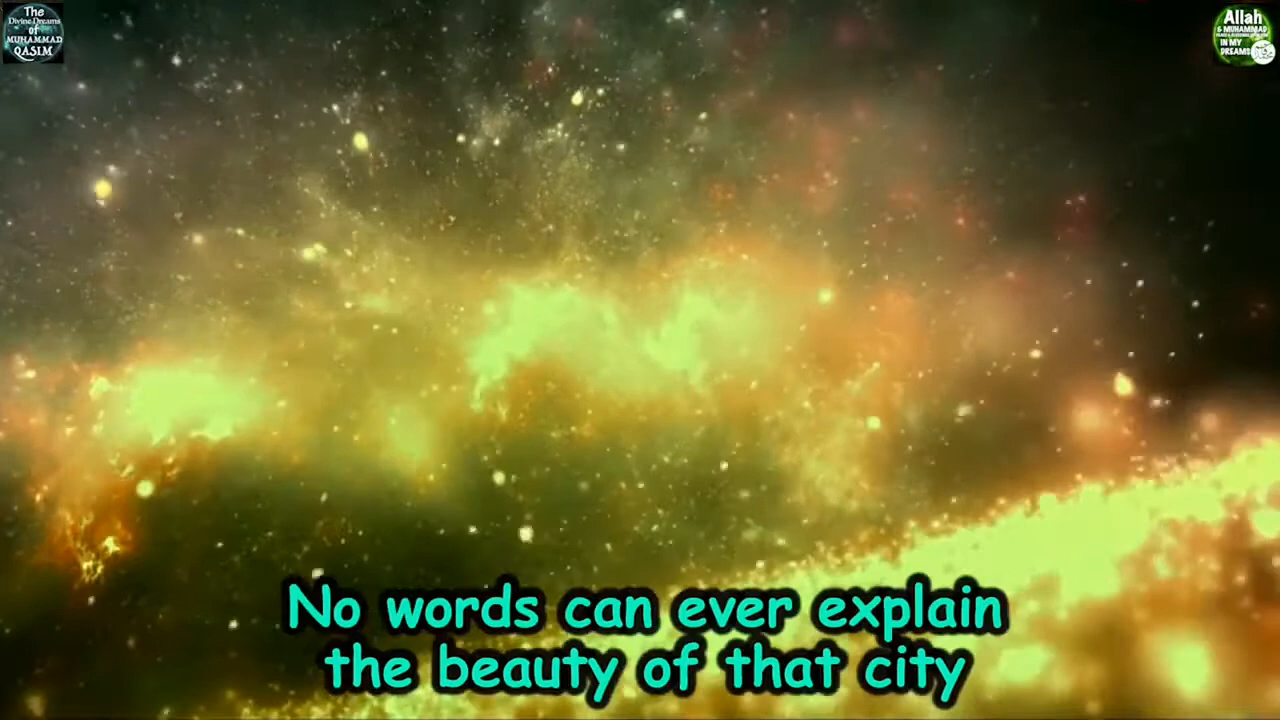 The
Divine Dreams
of
MUHAMMAD
QASIM
Allah
& MUHAMMAD
IN MY
DREAMS
No words can ever explain
the beauty of that city